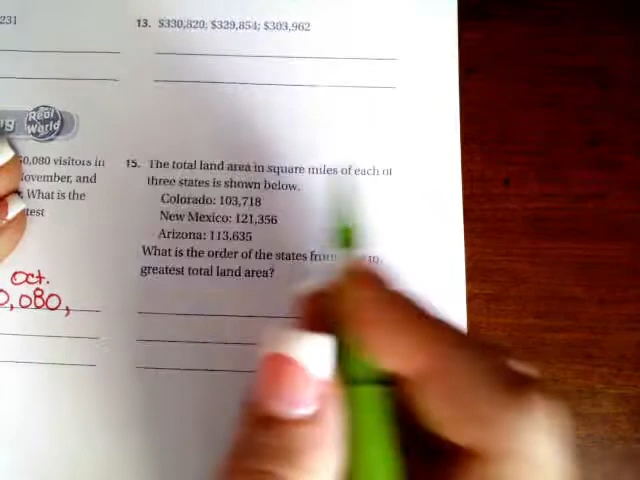 231
13. $330,820; $329,854; $303,962
Real
World
0,080 visitors in
ovember, and
What is the
test
oct.
0,080,
15. The total land area in square miles of each of
three states is shown below.
Colorado: 103,718
New Mexico: 121,356
Arizona: 113,635
What is the order of the states from
greatest total land area?